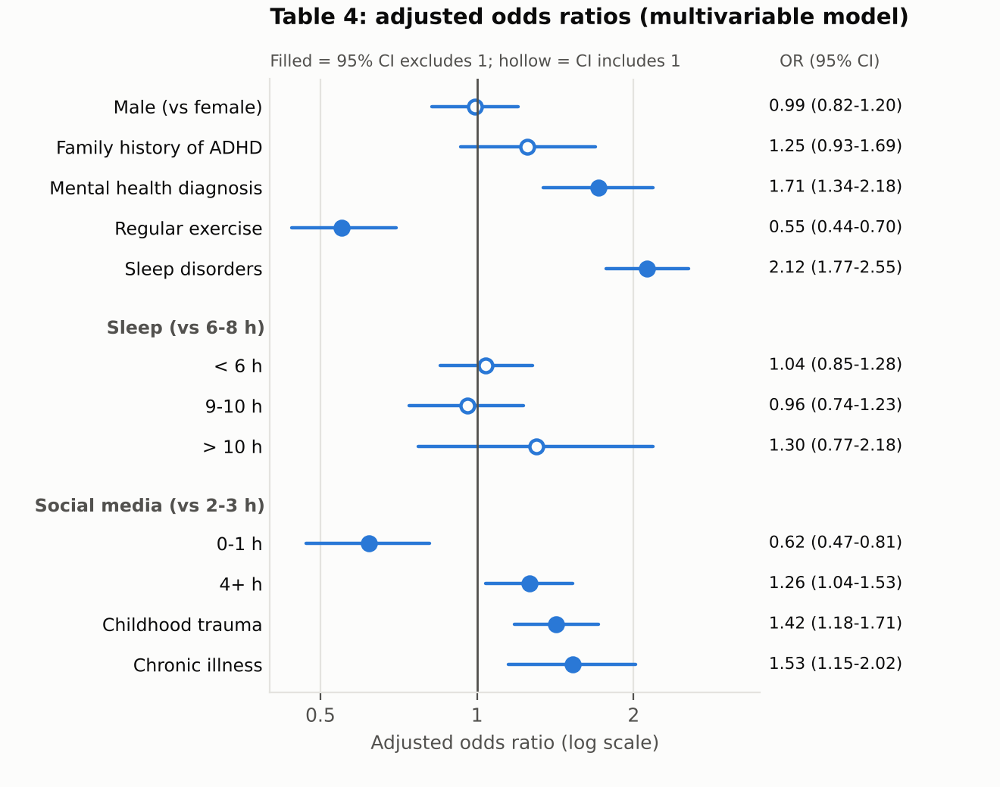 Table 4: adjusted odds ratios (multivariable model)
Filled = 95% CI excludes 1; hollow = CI includes 1 OR (95% CI)
Male (vs female) 0.99 (0.82-1.20)
Family history of ADHD 1.25 (0.93-1.69)
Mental health diagnosis 1.71 (1.34-2.18)
Regular exercise 0.55 (0.44-0.70)
Sleep disorders 2.12 (1.77-2.55)
Sleep (vs 6-8 h)
< 6 h 1.04 (0.85-1.28)
9-10 h 0.96 (0.74-1.23)
> 10 h 1.30 (0.77-2.18)
Social media (vs 2-3 h)
0-1 h 0.62 (0.47-0.81)
4+ h 1.26 (1.04-1.53)
Childhood trauma 1.42 (1.18-1.71)
Chronic illness 1.53 (1.15-2.02)
0.5 1 2
Adjusted odds ratio (log scale)